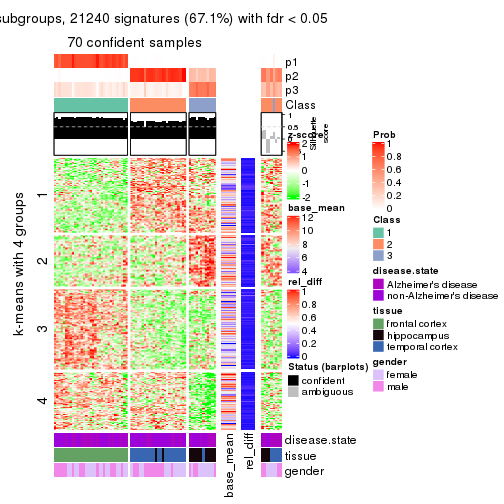 subgroups, 21240 signatures (67.1%) with fdr < 0.05
70 confident samples
p1
p2
p3
Class
1
0.5
0
Silhouette
score
k-means with 4 groups
1
2
3
4
z-score
2
1
0
-1
-2
base_mean
12
10
8
6
4
rel_diff
1
0.8
0.6
0.4
0.2
0
Status (barplots)
confident
ambiguous
Prob
1
0.8
0.6
0.4
0.2
0
Class
1
2
3
disease.state
Alzheimer's disease
non-Alzheimer's disease
tissue
frontal cortex
hippocampus
temporal cortex
gender
female
male
disease.state
tissue
gender
base_mean
rel_diff